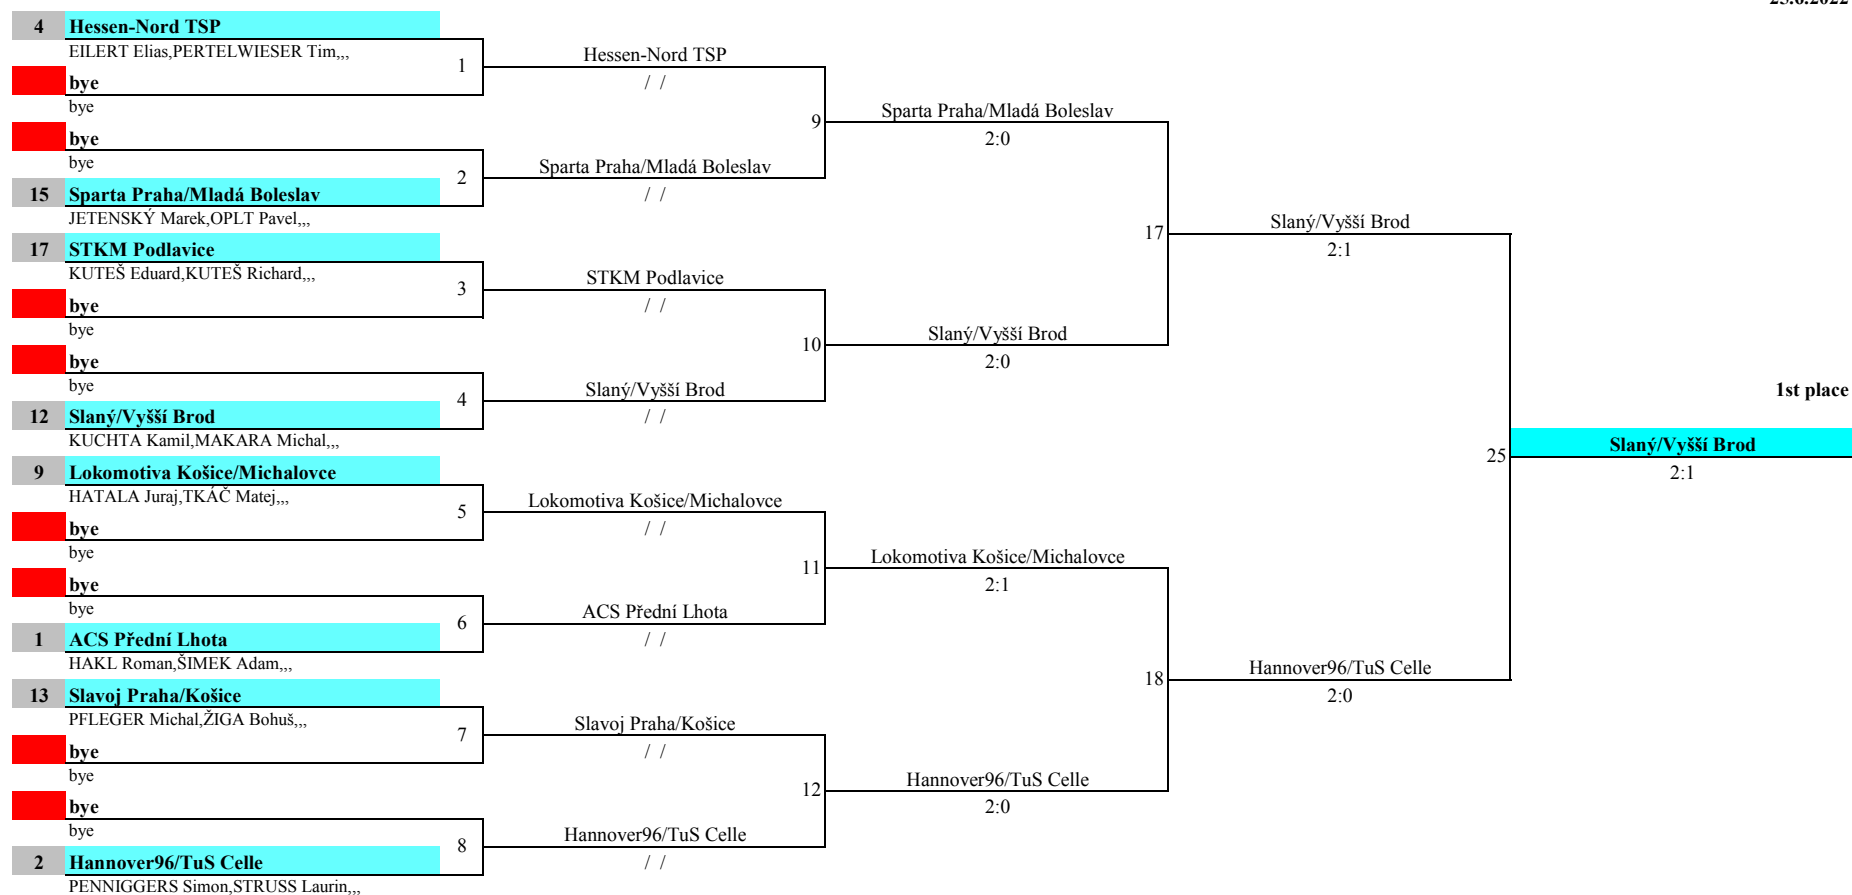 25.6.2022
4 Hessen-Nord TSP
EILERT Elias,PERTELWIESER Tim,,,
1
Hessen-Nord TSP
/ /
bye
bye
9
Sparta Praha/Mladá Boleslav
2:0
bye
bye
2
Sparta Praha/Mladá Boleslav
/ /
15 Sparta Praha/Mladá Boleslav
JETENSKÝ Marek,OPLT Pavel,,,
17
Slaný/Vyšší Brod
2:1
17 STKM Podlavice
KUTEŠ Eduard,KUTEŠ Richard,,,
3
STKM Podlavice
/ /
bye
bye
10
Slaný/Vyšší Brod
2:0
bye
bye
4
Slaný/Vyšší Brod
/ /
12 Slaný/Vyšší Brod
KUCHTA Kamil,MAKARA Michal,,,
1st place
25
Slaný/Vyšší Brod
2:1
9 Lokomotiva Košice/Michalovce
HATALA Juraj,TKÁČ Matej,,,
5
Lokomotiva Košice/Michalovce
/ /
bye
bye
11
Lokomotiva Košice/Michalovce
2:1
bye
bye
6
ACS Přední Lhota
/ /
1 ACS Přední Lhota
HAKL Roman,ŠIMEK Adam,,,
18
Hannover96/TuS Celle
2:0
13 Slavoj Praha/Košice
PFLEGER Michal,ŽIGA Bohuš,,,
7
Slavoj Praha/Košice
/ /
bye
bye
12
Hannover96/TuS Celle
2:0
bye
bye
8
Hannover96/TuS Celle
/ /
2 Hannover96/TuS Celle
PENNIGGERS Simon,STRUSS Laurin,,,